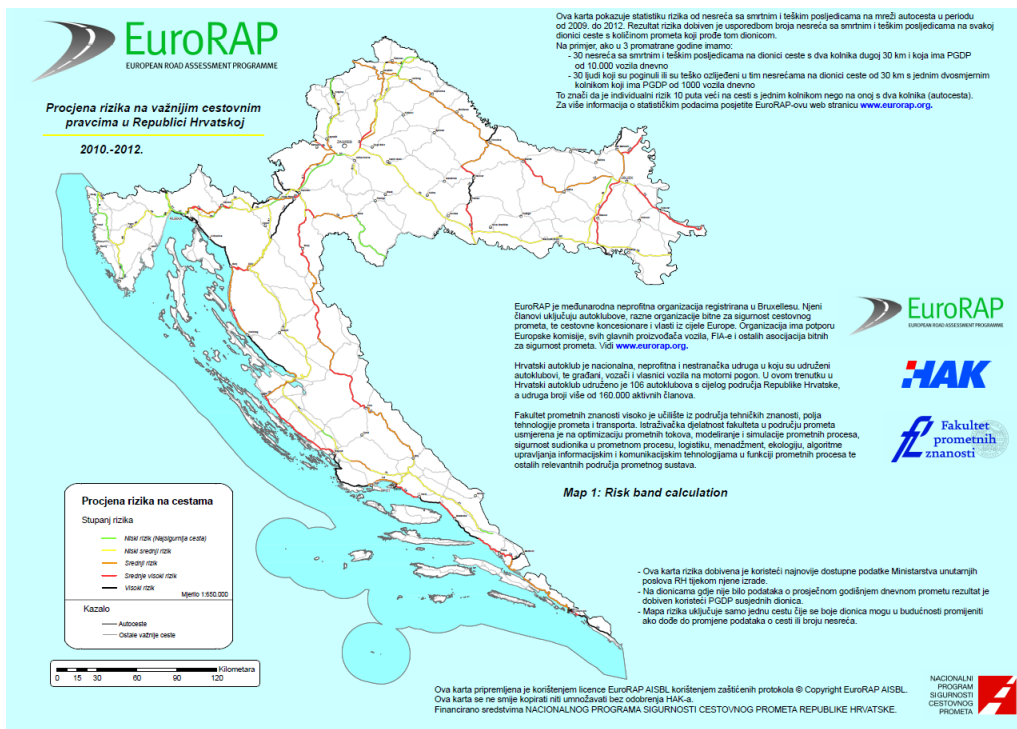 EuroRAP
EUROPEAN ROAD ASSESSMENT PROGRAMME
Procjena rizika na važnijim cestovnim
pravcima u Republici Hrvatskoj
2010.-2012.
Ova karta pokazuje statistiku rizika od nesreća sa smrtnim i teškim posljedicama na mreži autocesta u periodu
od 2009. do 2012. Rezultat rizika dobiven je usporedbom broja nesreća sa smrtnim i teškim posljedicama na svakoj
dionici ceste s količinom prometa koji prođe tom dionicom.
Na primjer, ako u 3 promatrane godine imamo:
- 30 nesreća sa smrtnim i teškim posljedicama na dionici ceste s dva kolnika dugoj 30 km i koja ima PGDP
od 10.000 vozila dnevno
- 30 ljudi koji su poginuli ili su teško ozlijeđeni u tim nesrećama na dionici ceste od 30 km s jednim dvosmjernim
kolnikom koji ima PGDP od 1000 vozila dnevno
To znači da je individualni rizik 10 puta veći na cesti s jednim kolnikom nego na onoj s dva kolnika (autocesta).
Za više informacija o statističkim podacima posjetite EuroRAP-ovu web stranicu www.eurorap.org.
EuroRAP je međunarodna neprofitna organizacija registrirana u Bruxellesu. Njeni
članovi uključuju autoklubove, razne organizacije bitne za sigurnost cestovnog
prometa, te cestovne koncesionare i vlasti iz cijele Europe. Organizacija ima potporu
Europske komisije, svih glavnih proizvođača vozila, FIA-e i ostalih asocijacija bitnih
za sigurnost prometa. Vidi www.eurorap.org.
EuroRAP
EUROPEAN ROAD ASSESSMENT PROGRAMME
Hrvatski autoklub je nacionalna, neprofitna i nestranačka udruga u koju su udruženi
autoklubovi, te građani, vozači i vlasnici vozila na motorni pogon. U ovom trenutku u
Hrvatski autoklub udruženo je 106 autoklubova s cijelog područja Republike Hrvatske,
a udruga broji više od 160.000 aktivnih članova.
HAK
Fakultet prometnih znanosti visoko je učilište iz područja tehničkih znanosti, polja
tehnologije prometa i transporta. Istraživačka djelatnost fakulteta u području prometa
usmjerena je na optimizaciju prometnih tokova, modeliranje i simulacije prometnih procesa,
sigurnost sudionika u prometnom procesu, logistiku, menadžment, ekologiju, algoritme
upravljanja informacijskim i komunikacijskim tehnologijama u funkciji prometnih procesa te
ostalih relevantnih područja prometnog sustava.
Fakultet
prometnih
znanosti
Map 1: Risk band calculation
Procjena rizika na cestama
Stupanj rizika
Niski rizik (Najsigurnija cesta)
Niski srednji rizik
Srednji rizik
Srednje visoki rizik
Visoki rizik
Mjerilo 1:650.000
Kazalo
Autoceste
Ostale važnije ceste
Kilometara
0 15 30 60 90 120
- Ova karta rizika dobivena je koristeći najnovije dostupne podatke Ministarstva unutarnjih
poslova RH tijekom njene izrade.
- Na dionicama gdje nije bilo podataka o prosječnom godišnjem dnevnom prometu rezultat je
dobiven koristeći PGDP susjednih dionica.
- Mapa rizika uključuje samo jednu cestu čije se boje dionica mogu u budućnosti promijeniti
ako dođe do promjene podataka o cesti ili broju nesreća.
Ova karta pripremljena je korištenjem licence EuroRAP AISBL korištenjem zaštićenih protokola © Copyright EuroRAP AISBL.
Ova karta se ne smije kopirati niti umnožavati bez odobrenja HAK-a.
Financirano sredstvima NACIONALNOG PROGRAMA SIGURNOSTI CESTOVNOG PROMETA REPUBLIKE HRVATSKE.
NACIONALNI
PROGRAM
SIGURNOSTI
CESTOVNOG
PROMETA